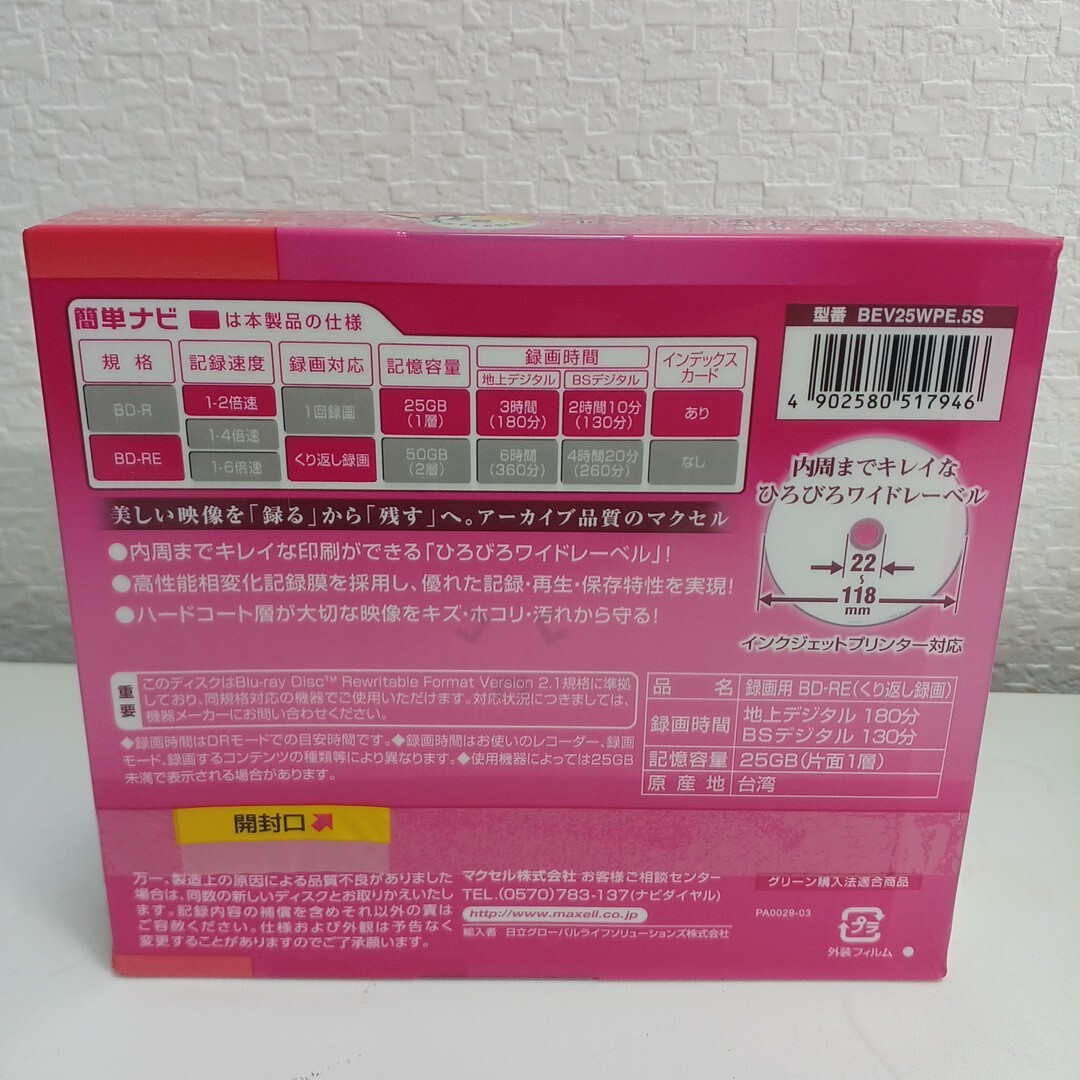 簡単ナビ は本製品の仕様
規格 記録速度 録画対応 記憶容量 録画時間 インデックスカード
地上デジタル BSデジタル
BD-R 1-2倍速 1回録画 25GB(1層) 3時間(180分) 2時間10分(130分) あり
1-4倍速
BD-RE 1-6倍速 くり返し録画 50GB(2層) 6時間(360分) 4時間20分(260分) なし
型番 BEV25WPE.5S
4 902580 517946
美しい映像を「録る」から「残す」へ。アーカイブ品質のマクセル
●内周までキレイな印刷ができる「ひろびろワイドレーベル」!
●高性能相変化記録膜を採用し、優れた記録・再生・保存特性を実現!
●ハードコート層が大切な映像をキズ・ホコリ・汚れから守る!
内周までキレイな
ひろびろワイドレーベル
22
~
118
mm
インクジェットプリンター対応
重要
このディスクはBlu-ray Disc™ Rewritable Format Version 2.1規格に準拠
しており、同規格対応の機器でご使用いただけます。対応状況につきましては、
機器メーカーにお問い合わせください。
◆録画時間はDRモードでの目安時間です。◆録画時間はお使いのレコーダー、録画
モード、録画するコンテンツの種類等により異なります。◆使用機器によっては25GB
未満で表示される場合があります。
品名 録画用 BD-RE(くり返し録画)
録画時間 地上デジタル 180分
BSデジタル 130分
記憶容量 25GB(片面1層)
原産地 台湾
開封口
万一、製造上の原因による品質不良がありました
場合は、同数の新しいディスクとお取りかえいたし
ます。記録内容の補償を含めそれ以外の責は
ご容赦ください。仕様および外観は予告なく
変更することがありますのでご了承願います。
マクセル株式会社 お客様ご相談センター
TEL.(0570)783-137(ナビダイヤル)
http://www.maxell.co.jp
輸入者 日立グローバルライフソリューションズ株式会社
グリーン購入法適合商品
PA0029-03
プラ
外装フィルム